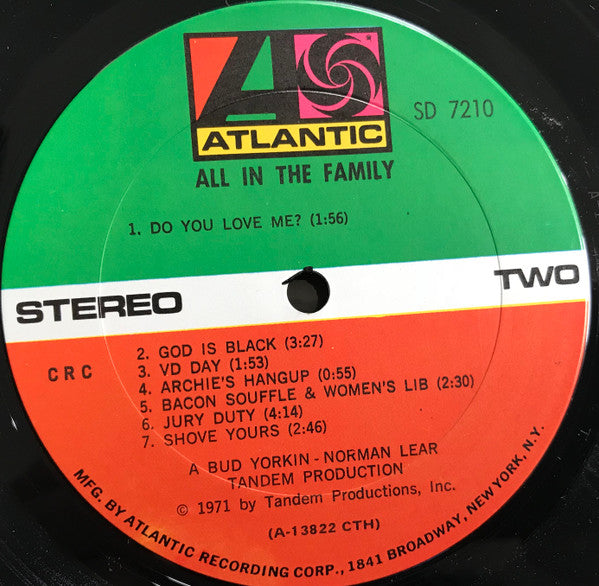 ATLANTIC
SD 7210
ALL IN THE FAMILY
1. DO YOU LOVE ME? (1:56)
STEREO
TWO
CRC
2. GOD IS BLACK (3:27)
3. VD DAY (1:53)
4. ARCHIE'S HANGUP (0:55)
5. BACON SOUFFLE & WOMEN'S LIB (2:30)
6. JURY DUTY (4:14)
7. SHOVE YOURS (2:46)
A BUD YORKIN - NORMAN LEAR
TANDEM PRODUCTION
© 1971 by Tandem Productions, Inc.
(A-13822 CTH)
MFG. BY ATLANTIC RECORDING CORP., 1841 BROADWAY, NEW YORK, N.Y.